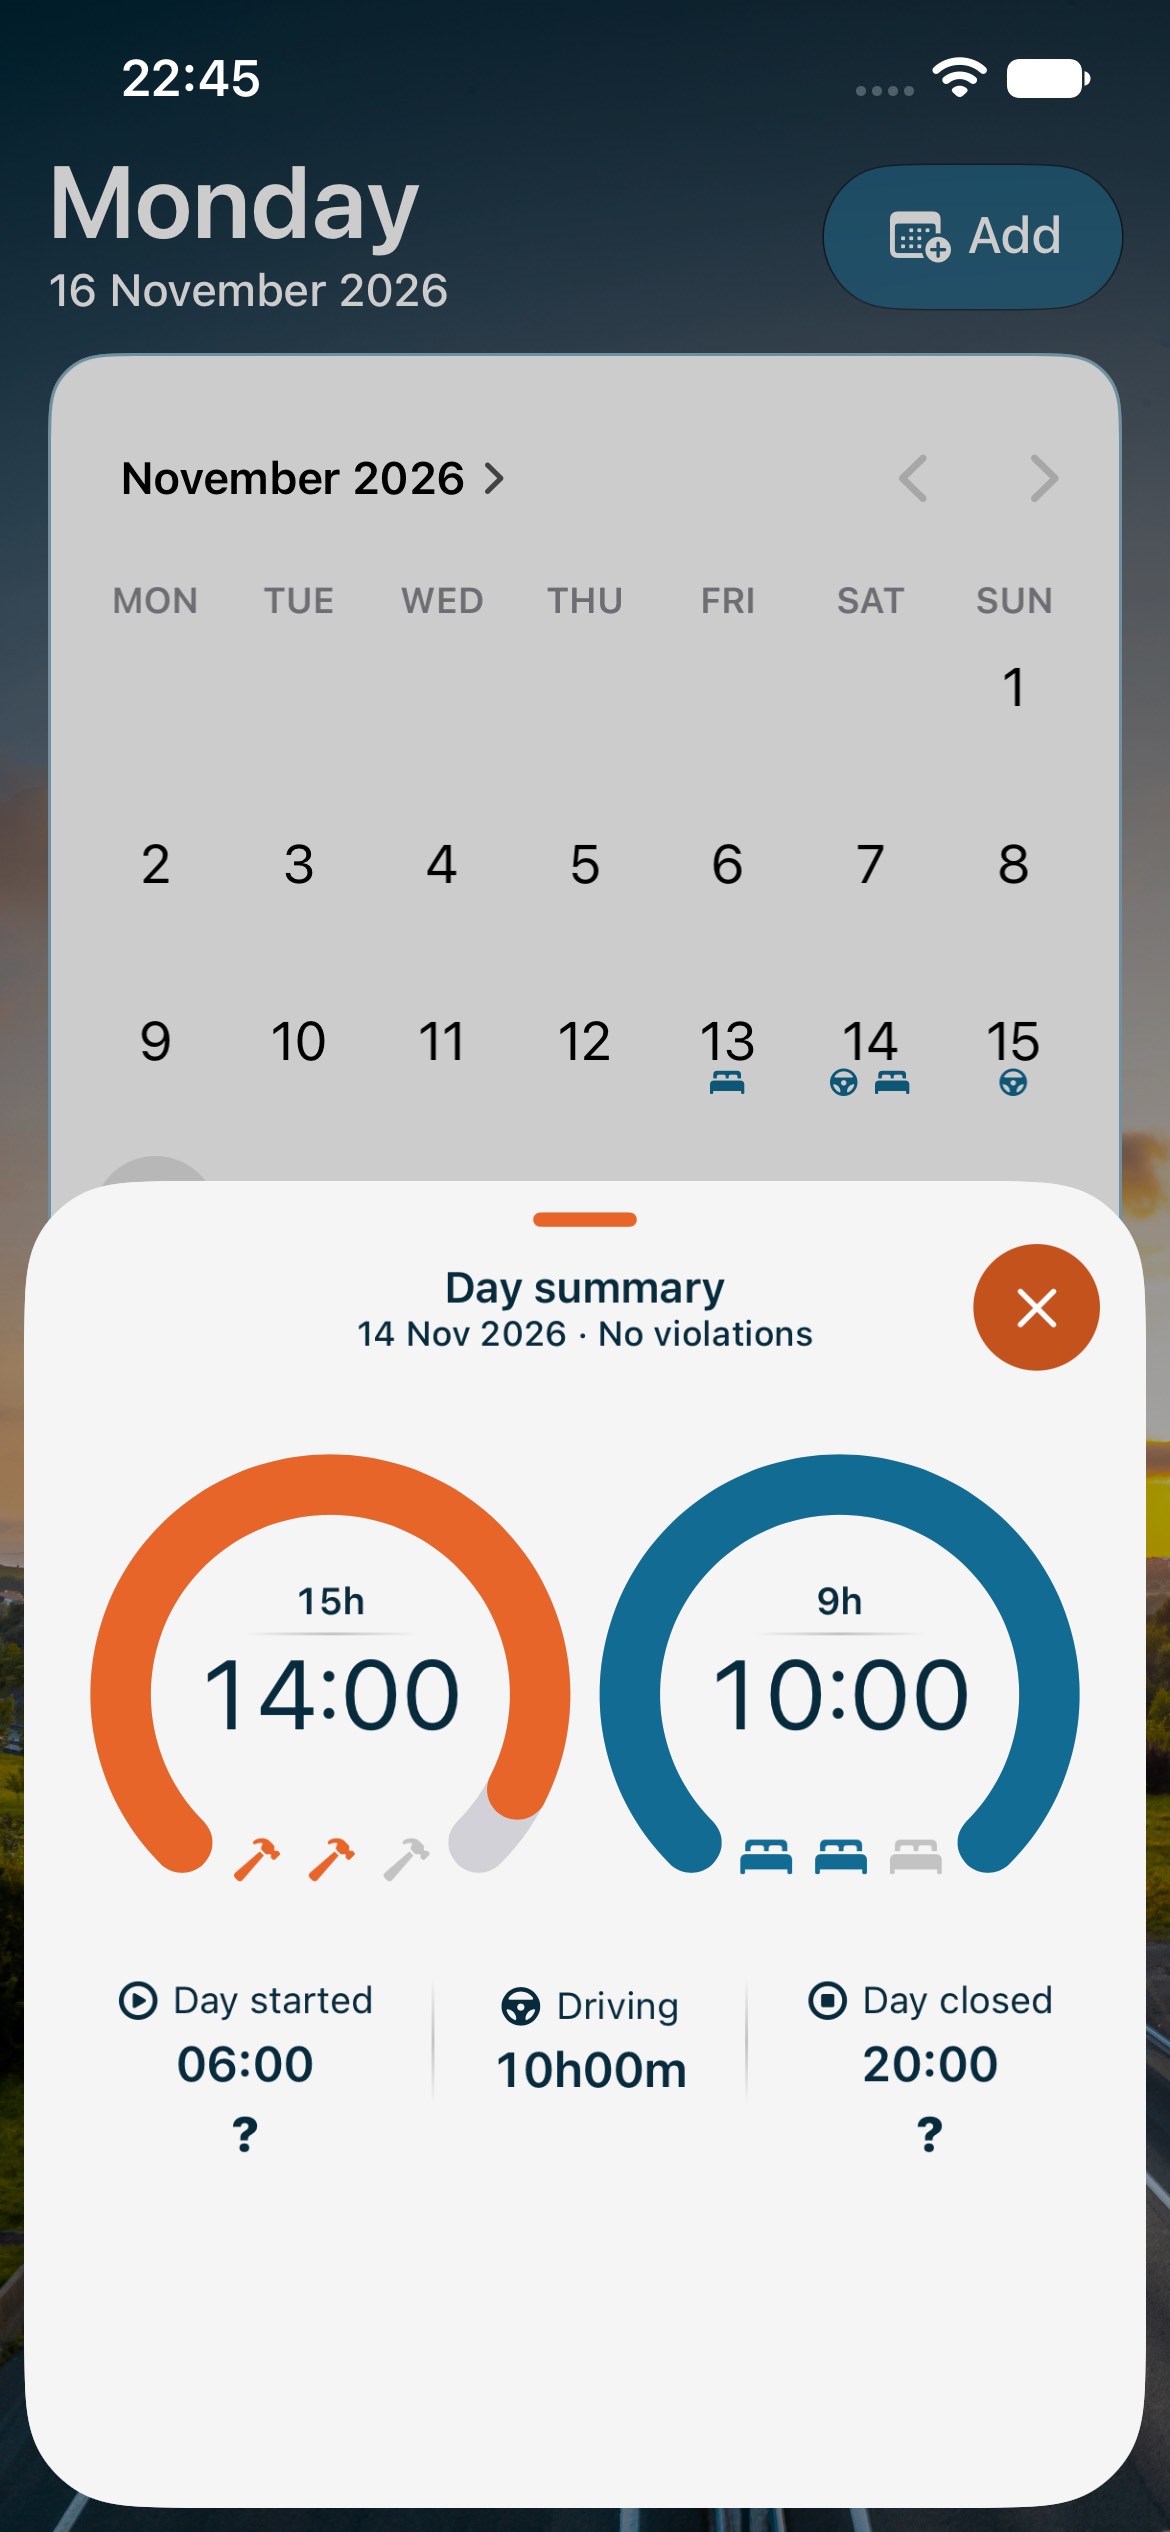 22:45
Monday
16 November 2026
Add
November 2026
MON TUE WED THU FRI SAT SUN
1
2 3 4 5 6 7 8
9 10 11 12 13 14 15
Day summary
14 Nov 2026 · No violations
15h
14:00
9h
10:00
Day started
06:00
?
Driving
10h00m
Day closed
20:00
?